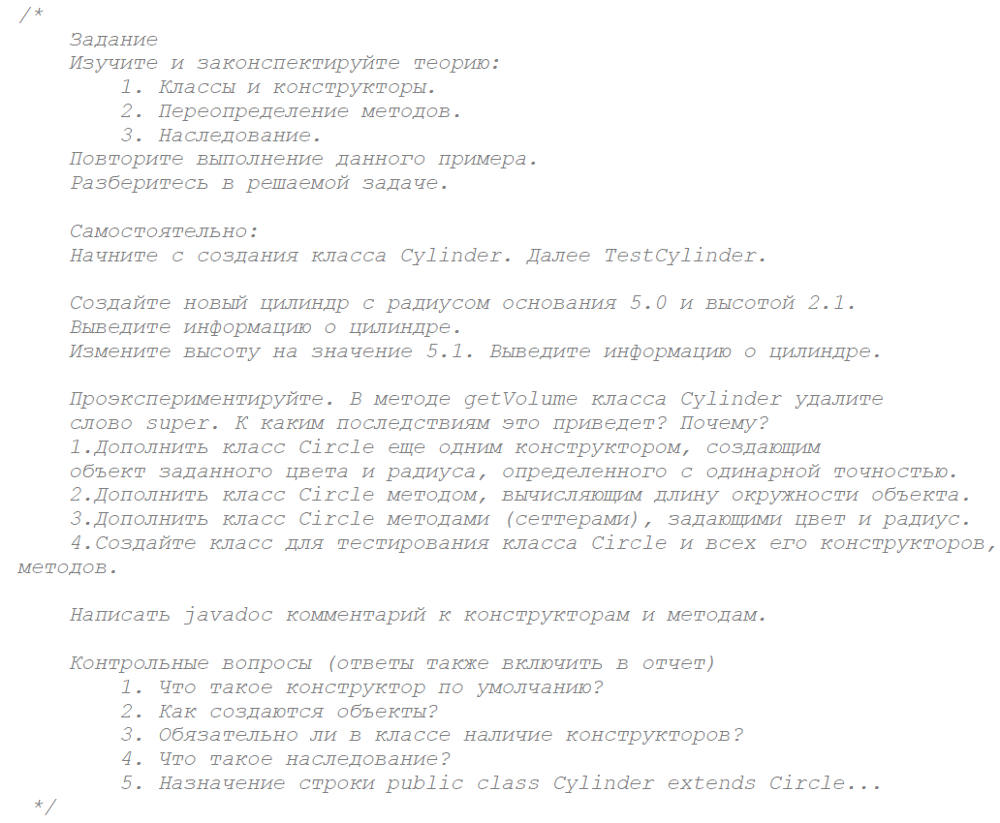 /*
Задание
Изучите и законспектируйте теорию:
1. Классы и конструкторы.
2. Переопределение методов.
3. Наследование.
Повторите выполнение данного примера.
Разберитесь в решаемой задаче.
Самостоятельно:
Начните с создания класса Cylinder. Далее TestCylinder.
Создайте новый цилиндр с радиусом основания 5.0 и высотой 2.1.
Выведите информацию о цилиндре.
Измените высоту на значение 5.1. Выведите информацию о цилиндре.
Проэкспериментируйте. В методе getVolume класса Cylinder удалите
слово super. К каким последствиям это приведет? Почему?
1.Дополнить класс Circle еще одним конструктором, создающим
объект заданного цвета и радиуса, определенного с одинарной точностью.
2.Дополнить класс Circle методом, вычисляющим длину окружности объекта.
3.Дополнить класс Circle методами (сеттерами), задающими цвет и радиус.
4.Создайте класс для тестирования класса Circle и всех его конструкторов,
методов.
Написать javadoc комментарий к конструкторам и методам.
Контрольные вопросы (ответы также включить в отчет)
1. Что такое конструктор по умолчанию?
2. Как создаются объекты?
3. Обязательно ли в классе наличие конструкторов?
4. Что такое наследование?
5. Назначение строки public class Cylinder extends Circle...
*/